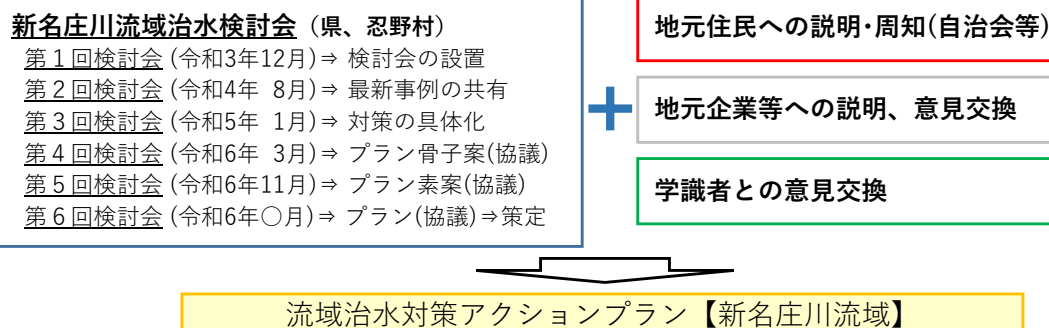 新名庄川流域治水検討会（県、忍野村）
第１回検討会 (令和3年12月)⇒ 検討会の設置
第２回検討会 (令和4年 8月)⇒ 最新事例の共有
第３回検討会 (令和5年 1月)⇒ 対策の具体化
第４回検討会 (令和6年 3月)⇒ プラン骨子案(協議)
第５回検討会 (令和6年11月)⇒ プラン素案(協議)
第６回検討会 (令和6年○月)⇒ プラン(協議)⇒策定
地元住民への説明･周知(自治会等)
地元企業等への説明、意見交換
学識者との意見交換
流域治水対策アクションプラン【新名庄川流域】